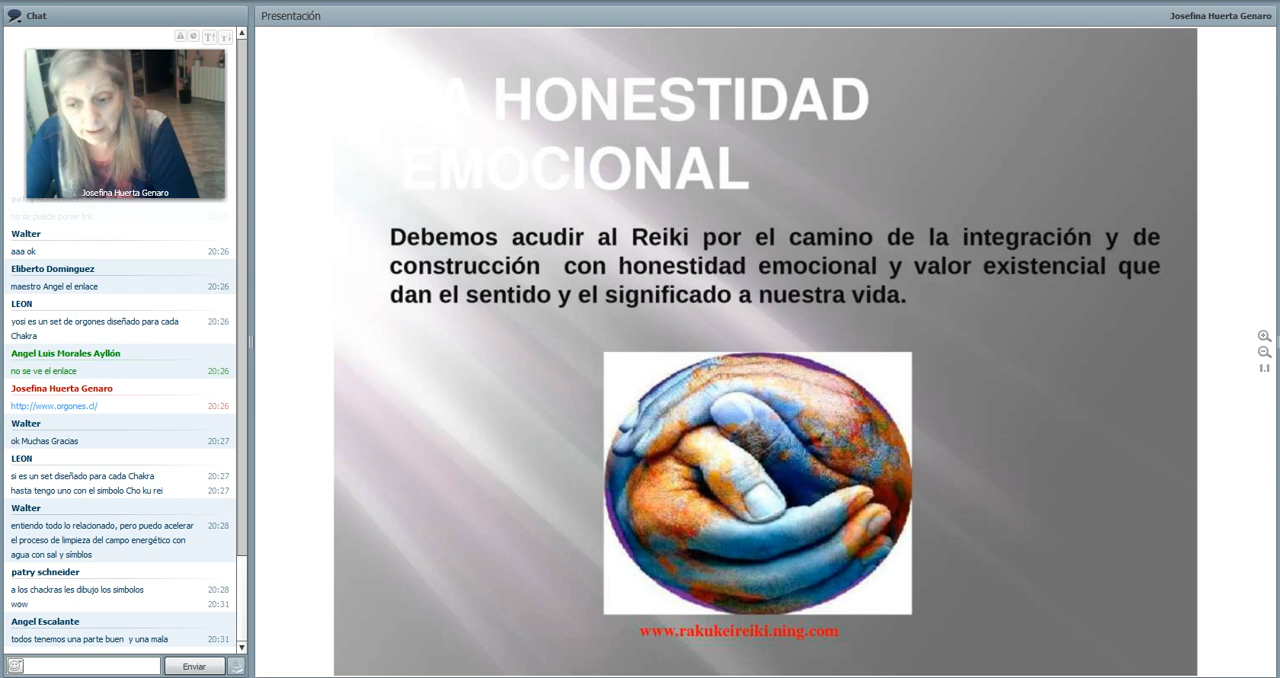 Chat
Josefina Huerta Genaro
no se puede poner link
Walter
aaa ok 20:26
Eliberto Dominguez
maestro Angel el enlace 20:26
LEON
yosi es un set de orgones diseñado para cada 20:26
Chakra
Angel Luis Morales Ayllón
no se ve el enlace 20:26
Josefina Huerta Genaro
http://www.orgones.cl/ 20:26
Walter
ok Muchas Gracias 20:27
LEON
si es un set diseñado para cada Chakra 20:27
hasta tengo uno con el simbolo Cho ku rei 20:27
Walter
entiendo todo lo relacionado, pero puedo acelerar 20:28
el proceso de limpieza del campo energético con
agua con sal y símblos
patry schneider
a los chackras les dibujo los simbolos 20:28
wow 20:31
Angel Escalante
todos tenemos una parte buen y una mala 20:31
Enviar
Presentación
Josefina Huerta Genaro
A HONESTIDAD
EMOCIONAL
Debemos acudir al Reiki por el camino de la integración y de
construcción con honestidad emocional y valor existencial que
dan el sentido y el significado a nuestra vida.
www.rakukeireiki.ning.com
1.1